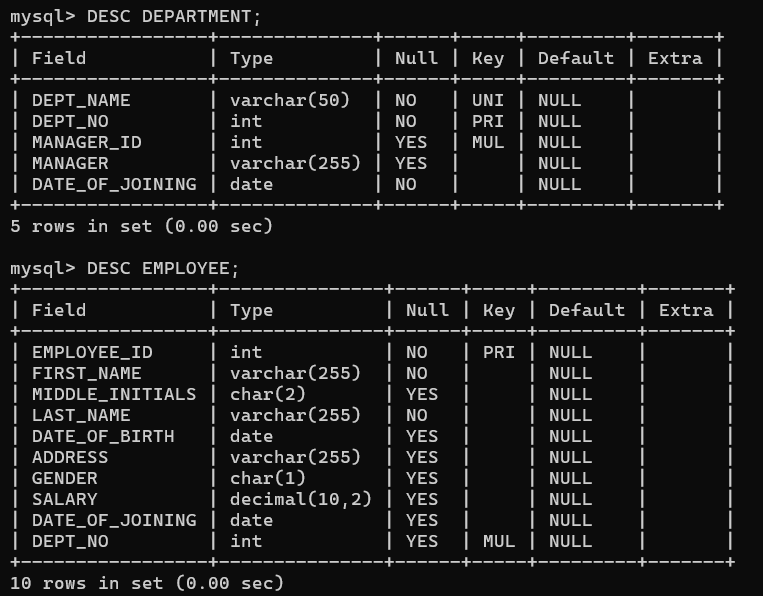 mysql> DESC DEPARTMENT;
+-----------------+--------------+------+-----+---------+-------+
| Field           | Type         | Null | Key | Default | Extra |
+-----------------+--------------+------+-----+---------+-------+
| DEPT_NAME       | varchar(50)  | NO   | UNI | NULL    |       |
| DEPT_NO         | int          | NO   | PRI | NULL    |       |
| MANAGER_ID      | int          | YES  | MUL | NULL    |       |
| MANAGER         | varchar(255) | YES  |     | NULL    |       |
| DATE_OF_JOINING | date         | NO   |     | NULL    |       |
+-----------------+--------------+------+-----+---------+-------+
5 rows in set (0.00 sec)

mysql> DESC EMPLOYEE;
+-----------------+---------------+------+-----+---------+-------+
| Field           | Type          | Null | Key | Default | Extra |
+-----------------+---------------+------+-----+---------+-------+
| EMPLOYEE_ID     | int           | NO   | PRI | NULL    |       |
| FIRST_NAME      | varchar(255)  | NO   |     | NULL    |       |
| MIDDLE_INITIALS | char(2)       | YES  |     | NULL    |       |
| LAST_NAME       | varchar(255)  | NO   |     | NULL    |       |
| DATE_OF_BIRTH   | date          | YES  |     | NULL    |       |
| ADDRESS         | varchar(255)  | YES  |     | NULL    |       |
| GENDER          | char(1)       | YES  |     | NULL    |       |
| SALARY          | decimal(10,2) | YES  |     | NULL    |       |
| DATE_OF_JOINING | date          | YES  |     | NULL    |       |
| DEPT_NO         | int           | YES  | MUL | NULL    |       |
+-----------------+---------------+------+-----+---------+-------+
10 rows in set (0.00 sec)